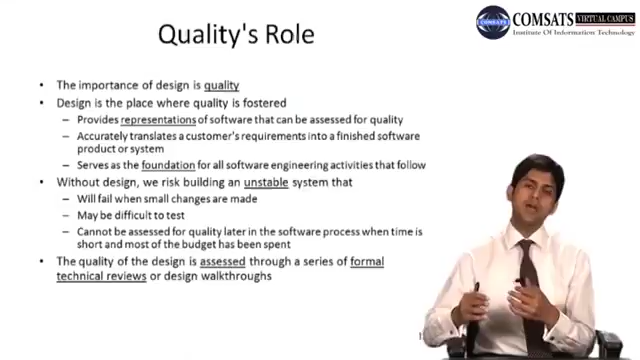 Quality's Role
COMSATS VIRTUAL CAMPUS
Institute Of Information Technology
• The importance of design is quality
• Design is the place where quality is fostered
– Provides representations of software that can be assessed for quality
– Accurately translates a customer's requirements into a finished software
product or system
– Serves as the foundation for all software engineering activities that follow
• Without design, we risk building an unstable system that
– Will fail when small changes are made
– May be difficult to test
– Cannot be assessed for quality later in the software process when time is
short and most of the budget has been spent
• The quality of the design is assessed through a series of formal
technical reviews or design walkthroughs